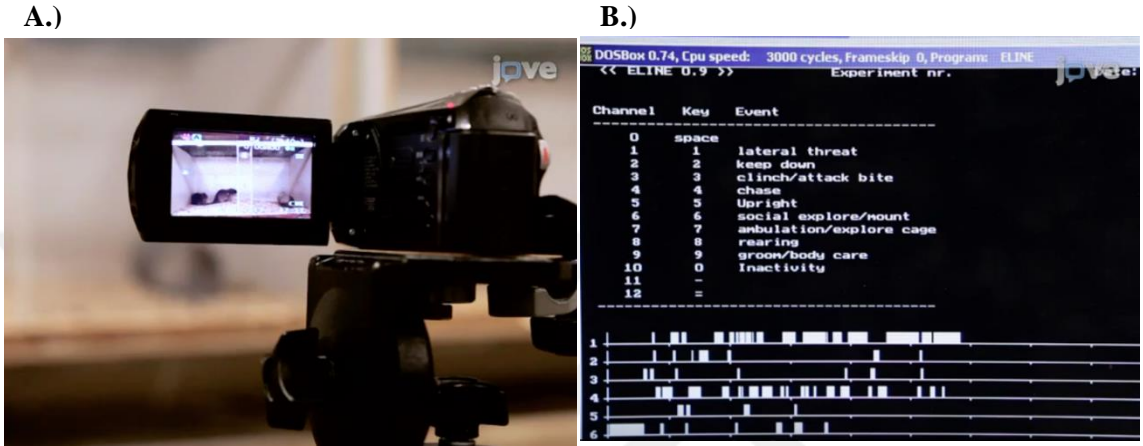 A.)
B.)
jove
DOSBox 0.74, Cpu speed: 3000 cycles, Frameskip 0, Program: ELINE
<< ELINE 0.9 >> Experiment nr. Date:
jove
Channel Key Event
0 space
1 1 lateral threat
2 2 keep down
3 3 clinch/attack bite
4 4 chase
5 5 Upright
6 6 social explore/mount
7 7 ambulation/explore cage
8 8 rearing
9 9 groom/body care
10 0 Inactivity
11 -
12 =
1
2
3
4
5
6